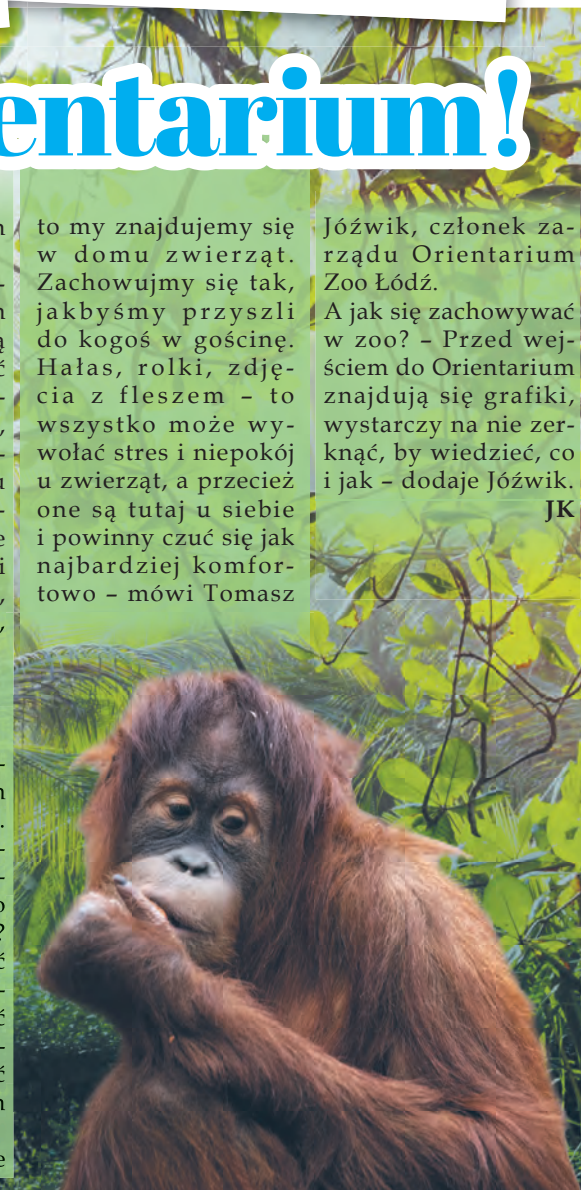 entarium!
to my znajdujemy się
w domu zwierząt.
Zachowujmy się tak,
jakbyśmy przyszli
do kogoś w gościnę.
Hałas, rolki, zdję-
cia z fleszem – to
wszystko może wy-
wołać stres i niepokój
u zwierząt, a przecież
one są tutaj u siebie
i powinny czuć się jak
najbardziej komfor-
towo – mówi Tomasz
Jóźwik, członek za-
rządu Orientarium
Zoo Łódź.
A jak się zachowywać
w zoo? – Przed wej-
ściem do Orientarium
znajdują się grafiki,
wystarczy na nie zer-
knąć, by wiedzieć, co
i jak – dodaje Jóźwik.
JK